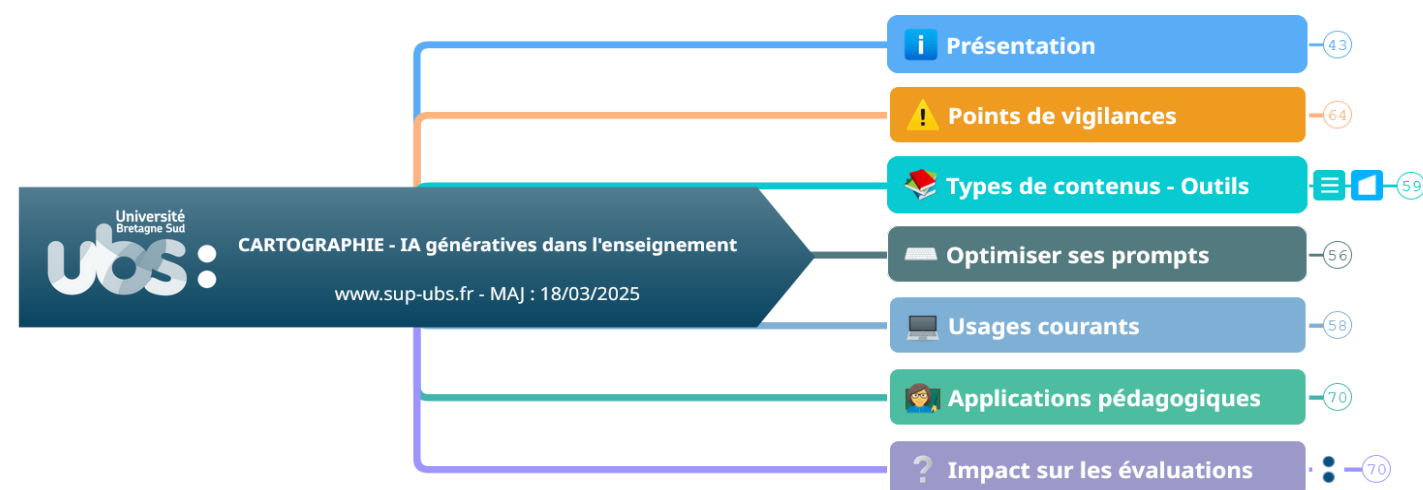 Présentation
43
Points de vigilances
64
Types de contenus - Outils
59
Université
Bretagne Sud
ubs:
CARTOGRAPHIE - IA génératives dans l'enseignement
www.sup-ubs.fr - MAJ : 18/03/2025
Optimiser ses prompts
56
Usages courants
58
Applications pédagogiques
70
Impact sur les évaluations
70